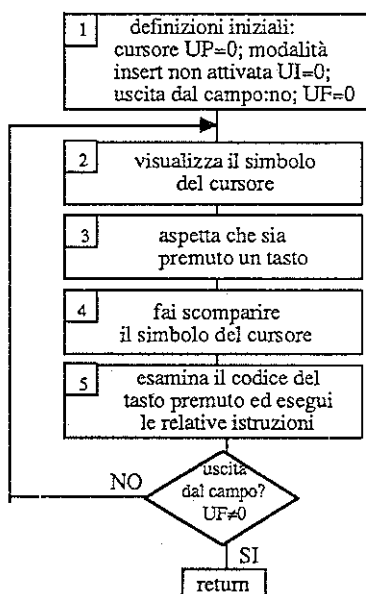 1
definizioni iniziali:
cursore UP=0; modalità
insert non attivata UI=0;
uscita dal campo:no; UF=0
2
visualizza il simbolo
del cursore
3
aspetta che sia
premuto un tasto
4
fai scomparire
il simbolo del cursore
5
esamina il codice del
tasto premuto ed esegui
le relative istruzioni
NO
uscita
dal campo?
UF≠0
SI
return